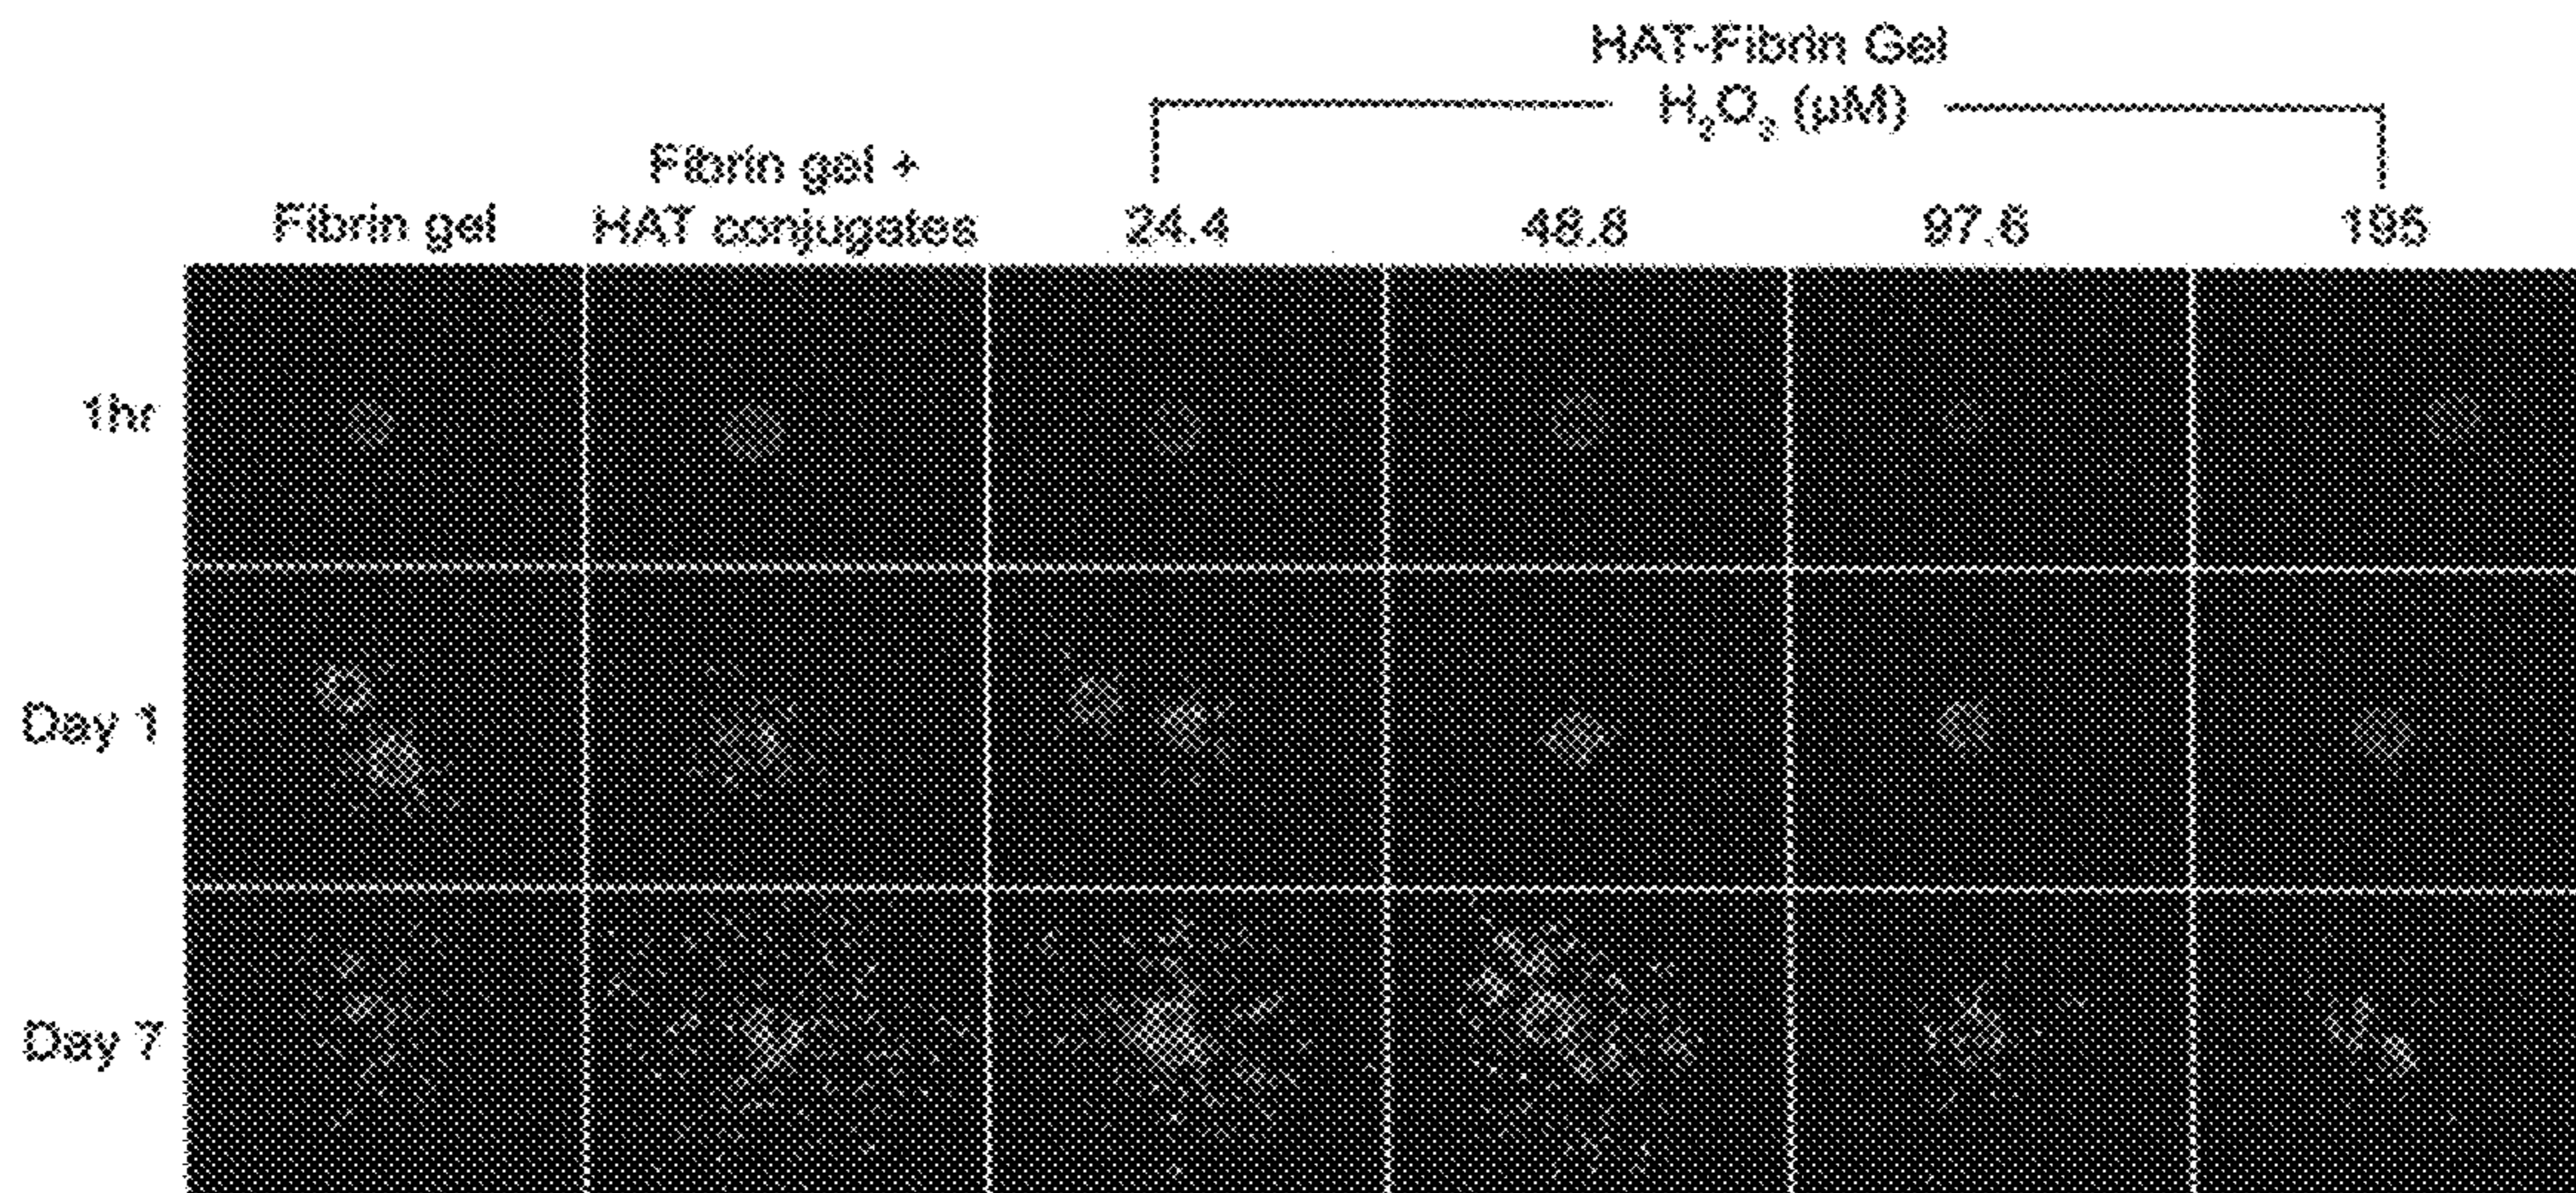 HAT-Fibrin Gel
H₂O₂ (µM)
Fibrin gel +
Fibrin gel HAT conjugates 24.4 48.8 97.6 195
1hr
Day 1
Day 7